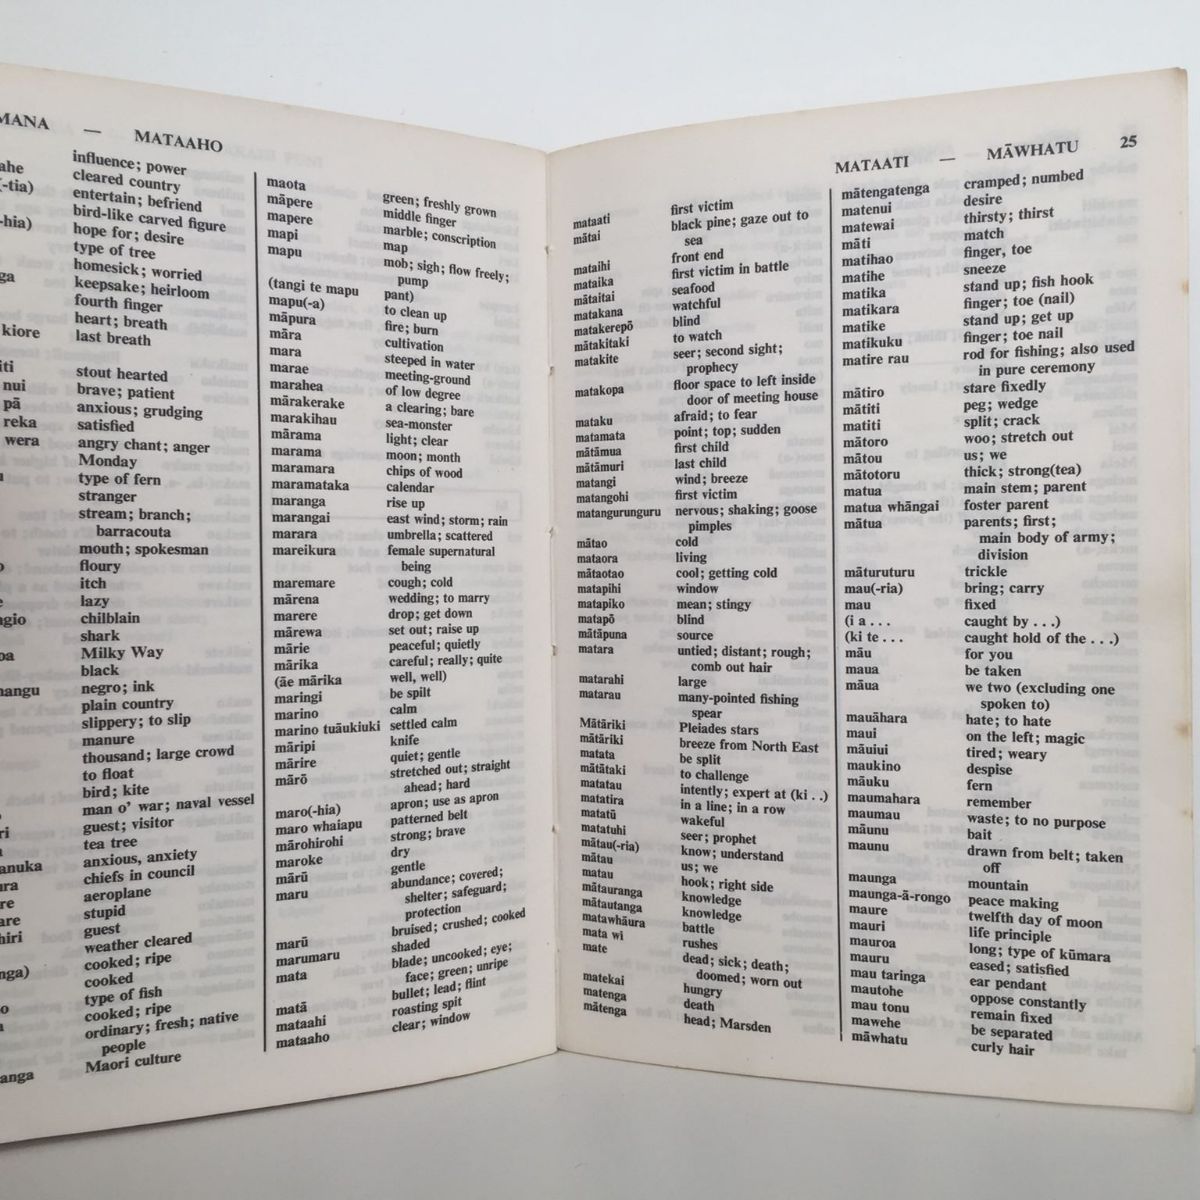 MANA — MATAAHO
influence; power
ahe cleared country
(-tia) entertain; befriend
bird-like carved figure
-hia) hope for; desire
type of tree
homesick; worried
ga keepsake; heirloom
fourth finger
heart; breath
kiore last breath
iti stout hearted
nui brave; patient
pā anxious; grudging
reka satisfied
wera angry chant; anger
Monday
type of fern
stranger
stream; branch;
barracouta
mouth; spokesman
o floury
itch
e lazy
gio chilblain
shark
oa Milky Way
black
nangu negro; ink
plain country
slippery; to slip
manure
thousand; large crowd
to float
bird; kite
man o' war; naval vessel
ri guest; visitor
tea tree
anuka anxious, anxiety
ra chiefs in council
re aeroplane
are stupid
hiri guest
weather cleared
nga) cooked; ripe
cooked
o type of fish
cooked; ripe
ordinary; fresh; native
people
anga Maori culture
maota green; freshly grown
māpere middle finger
mapere marble; conscription
mapi map
mapu mob; sigh; flow freely;
pump
(tangi te mapu pant)
mapu(-a) to clean up
māpura fire; burn
māra cultivation
mara steeped in water
marae meeting-ground
marahea of low degree
mārakerake a clearing; bare
marakihau sea-monster
mārama light; clear
marama moon; month
maramara chips of wood
maramataka calendar
maranga rise up
marangai east wind; storm; rain
marara umbrella; scattered
mareikura female supernatural
being
maremare cough; cold
mārena wedding; to marry
marere drop; get down
mārewa set out; raise up
mārie peaceful; quietly
mārika careful; really; quite
(āe mārika well, well)
maringi be spilt
marino calm
marino tuāukiuki settled calm
māripi knife
mārire quiet; gentle
mārō stretched out; straight
ahead; hard
maro(-hia) apron; use as apron
maro whaiapu patterned belt
mārohirohi strong; brave
maroke dry
mārū gentle
maru abundance; covered;
shelter; safeguard;
protection
marū bruised; crushed; cooked
marumaru shaded
mata blade; uncooked; eye;
face; green; unripe
matā bullet; lead; flint
mataahi roasting spit
mataaho clear; window
MATAATI — MĀWHATU 25
mataati first victim
mātai black pine; gaze out to
sea
mataihi front end
mataika first victim in battle
mātaitai seafood
matakana watchful
matakerepō blind
mātakitaki to watch
matakite seer; second sight;
prophecy
matakopa floor space to left inside
door of meeting house
mataku afraid; to fear
matamata point; top; sudden
mātāmua first child
mātāmuri last child
matangi wind; breeze
matangohi first victim
matangurunguru nervous; shaking; goose
pimples
mātao cold
mataora living
mātaotao cool; getting cold
matapihi window
matapiko mean; stingy
matapō blind
mātāpuna source
matara untied; distant; rough;
comb out hair
matarahi large
matarau many-pointed fishing
spear
Mātāriki Pleiades stars
mātāriki breeze from North East
matata be split
mātātaki to challenge
matatau intently; expert at (ki . .)
matatira in a line; in a row
matatū wakeful
matatuhi seer; prophet
mātau(-ria) know; understand
mātau us; we
matau hook; right side
mātauranga knowledge
mātautanga knowledge
matawhāura battle
mata wi rushes
mate dead; sick; death;
doomed; worn out
matekai hungry
matenga death
mātenga head; Marsden
mātengatenga cramped; numbed
matenui desire
matewai thirsty; thirst
māti match
matihao finger, toe
matihe sneeze
matika stand up; fish hook
matikara finger; toe (nail)
matike stand up; get up
matikuku finger; toe nail
matire rau rod for fishing; also used
in pure ceremony
mātiro stare fixedly
mātiti peg; wedge
matiti split; crack
mātoro woo; stretch out
mātou us; we
mātotoru thick; strong(tea)
matua main stem; parent
matua whāngai foster parent
mātua parents; first;
main body of army;
division
māturuturu trickle
mau(-ria) bring; carry
mau fixed
(i a . . . caught by . . .)
(ki te . . . caught hold of the . . .)
māu for you
maua be taken
māua we two (excluding one
spoken to)
mauāhara hate; to hate
maui on the left; magic
māuiui tired; weary
maukino despise
māuku fern
maumahara remember
maumau waste; to no purpose
māunu bait
maunu drawn from belt; taken
off
maunga mountain
maunga-ā-rongo peace making
maure twelfth day of moon
mauri life principle
mauroa long; type of kūmara
mauru eased; satisfied
mau taringa ear pendant
mautohe oppose constantly
mau tonu remain fixed
mawehe be separated
māwhatu curly hair